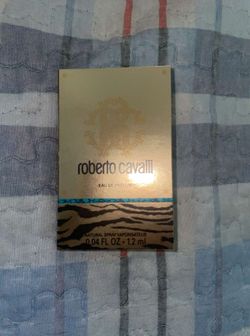 roberto cavalli
EAU DE PARFUM
NATURAL SPRAY VAPORISATEUR
0.04 FL OZ - 1.2 ml